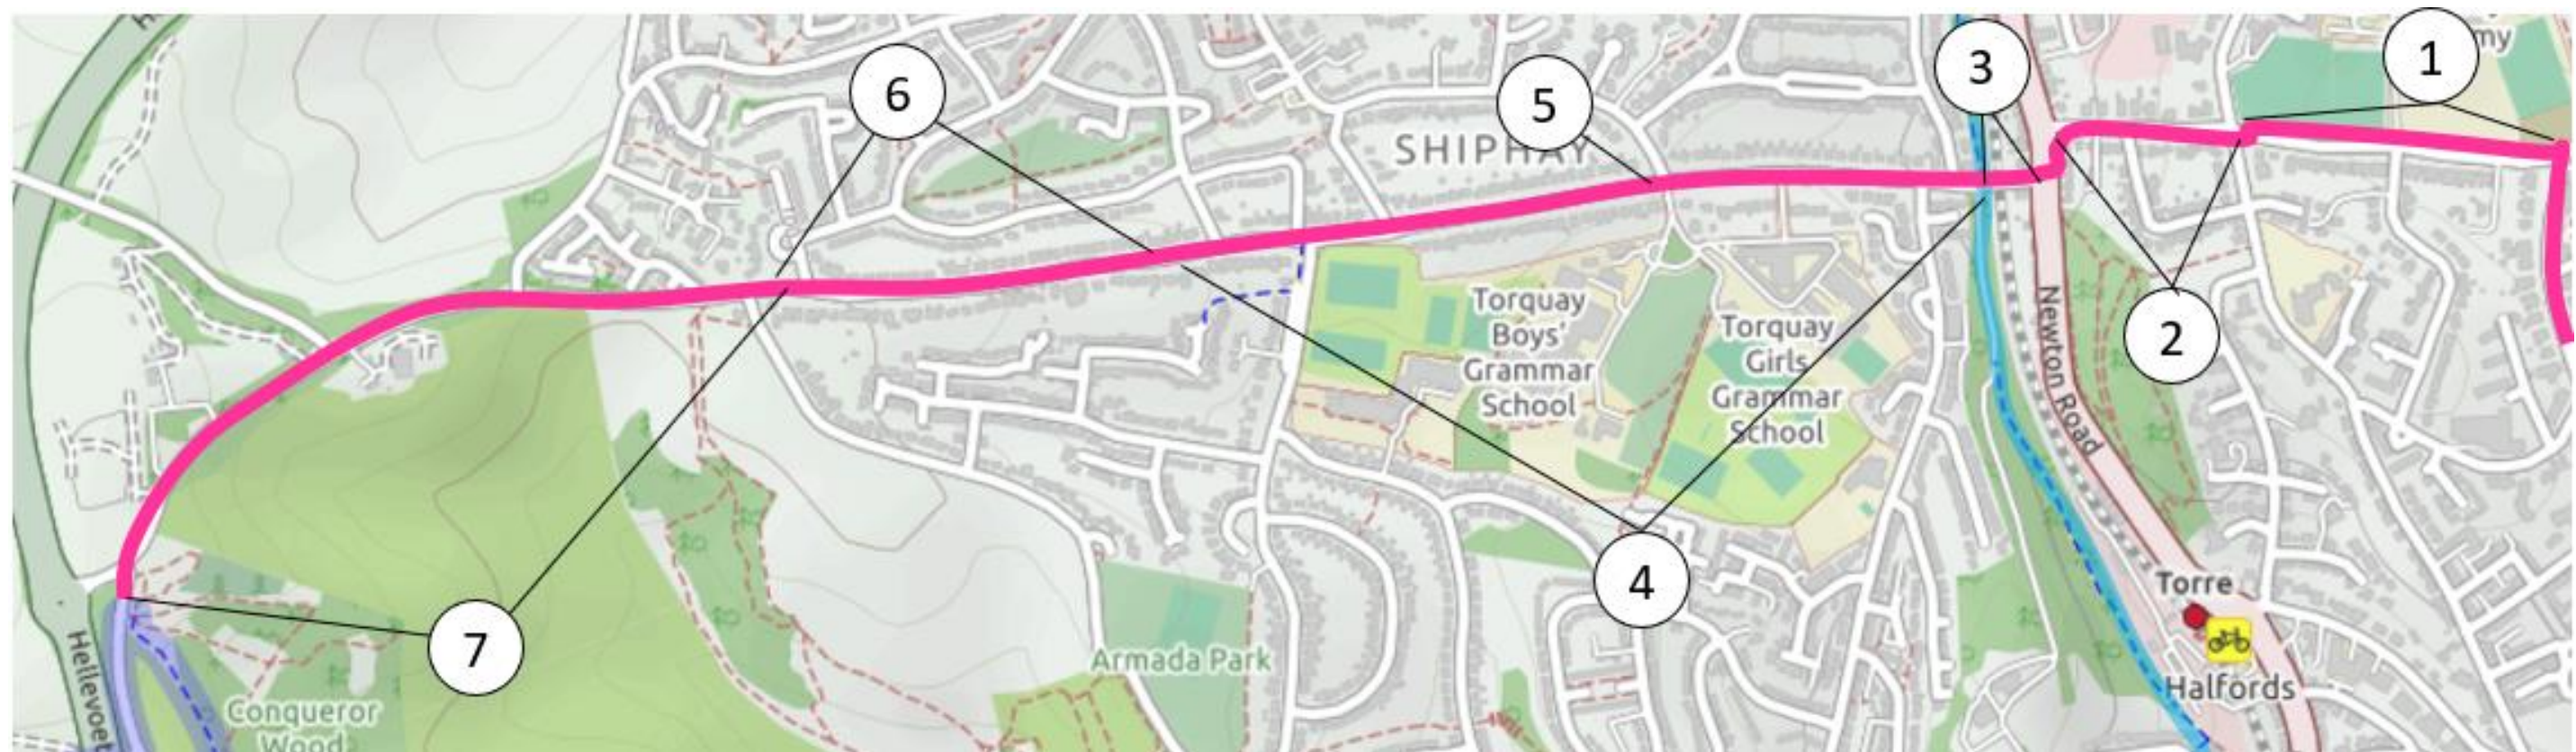 1
my
3
6
5
SHIPHAY
2
Newton Road
Torquay
Boys'
Grammar
School
Torquay
Girls
Grammar
School
4
Torre
Halfords
7
Armada Park
Hellevoet
Conqueror
Wood